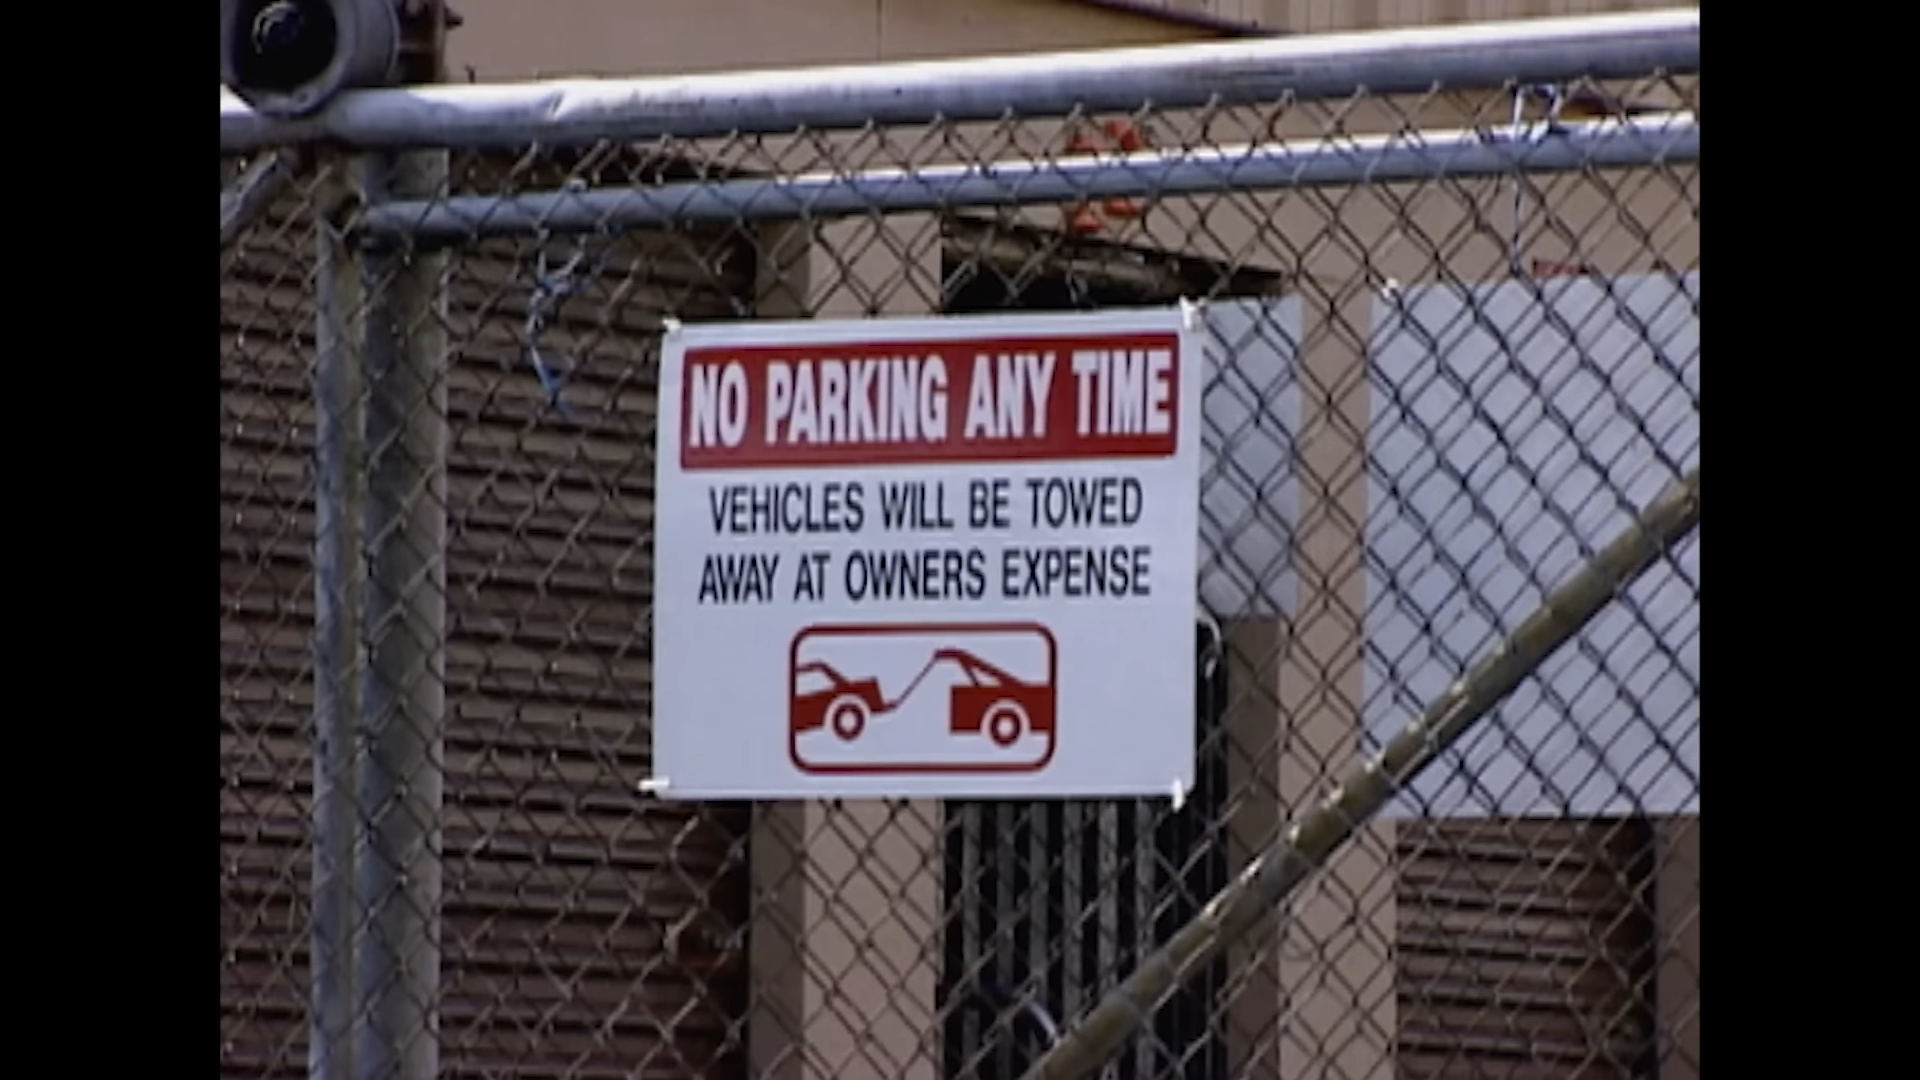 NO PARKING ANY TIME
VEHICLES WILL BE TOWED
AWAY AT OWNERS EXPENSE